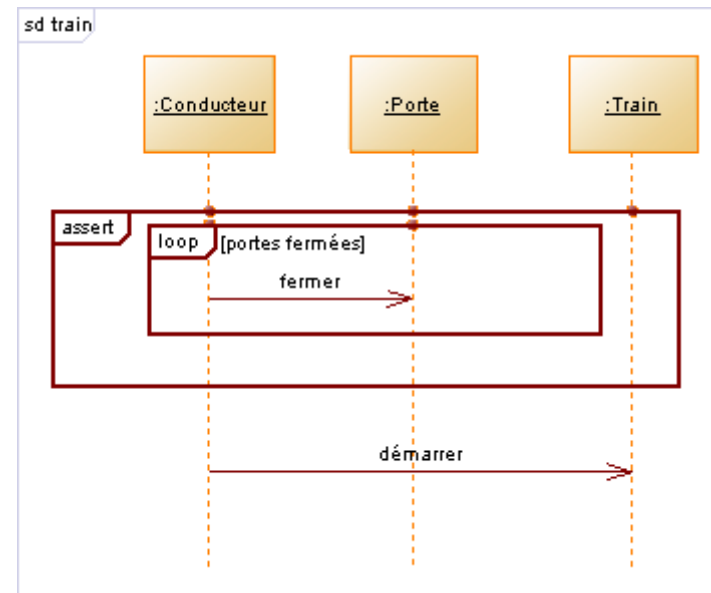 sd train
:Conducteur
:Porte
:Train
assert
loop
[portes fermées]
fermer
démarrer